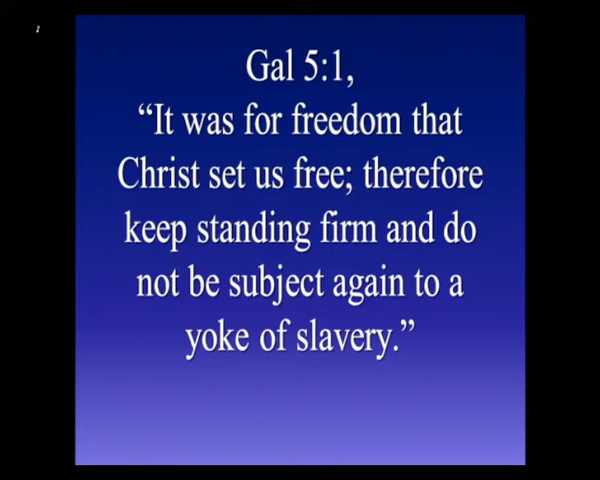 Gal 5:1,
“It was for freedom that
Christ set us free; therefore
keep standing firm and do
not be subject again to a
yoke of slavery.”